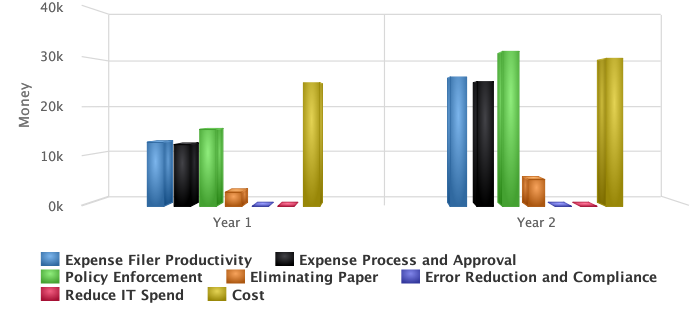 40k
30k
20k
10k
0k
Money
Year 1 Year 2
Expense Filer Productivity Expense Process and Approval
Policy Enforcement Eliminating Paper Error Reduction and Compliance
Reduce IT Spend Cost